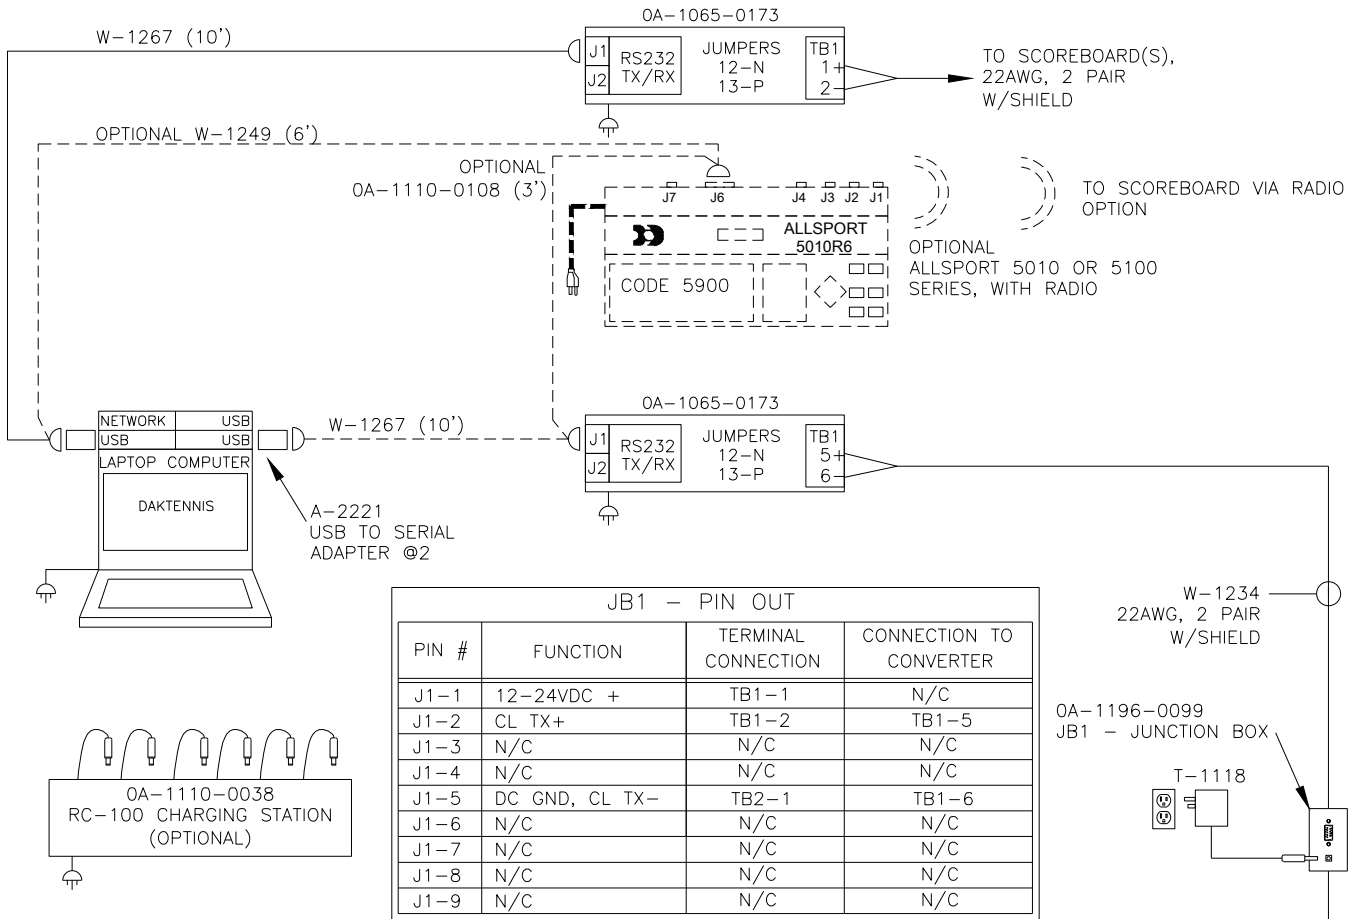 0A-1065-0173
W-1267 (10')
J1
J2
RS232
TX/RX
JUMPERS
12-N
13-P
TB1
1+
2-
TO SCOREBOARD(S),
22AWG, 2 PAIR
W/SHIELD
OPTIONAL W-1249 (6')
OPTIONAL
0A-1110-0108 (3')
J7
J6
J4
J3
J2
J1
ALLSPORT
5010R6
CODE 5900
TO SCOREBOARD VIA RADIO
OPTION
OPTIONAL
ALLSPORT 5010 OR 5100
SERIES, WITH RADIO
0A-1065-0173
W-1267 (10')
J1
J2
RS232
TX/RX
JUMPERS
12-N
13-P
TB1
5+
6-
NETWORK USB
USB USB
LAPTOP COMPUTER
DAKTENNIS
A-2221
USB TO SERIAL
ADAPTER @2
W-1234
22AWG, 2 PAIR
W/SHIELD
JB1 - PIN OUT
PIN # FUNCTION TERMINAL CONNECTION CONNECTION TO CONVERTER
J1-1 12-24VDC + TB1-1 N/C
J1-2 CL TX+ TB1-2 TB1-5
J1-3 N/C N/C N/C
J1-4 N/C N/C N/C
J1-5 DC GND, CL TX- TB2-1 TB1-6
J1-6 N/C N/C N/C
J1-7 N/C N/C N/C
J1-8 N/C N/C N/C
J1-9 N/C N/C N/C
0A-1110-0038
RC-100 CHARGING STATION
(OPTIONAL)
0A-1196-0099
JB1 - JUNCTION BOX
T-1118